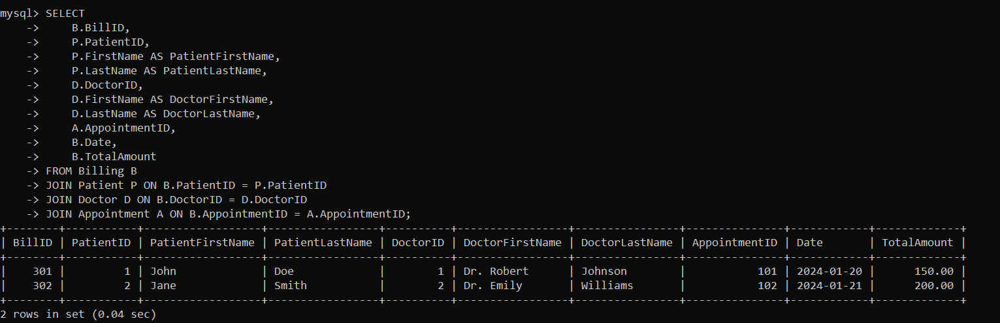 mysql> SELECT
    ->     B.BillID,
    ->     P.PatientID,
    ->     P.FirstName AS PatientFirstName,
    ->     P.LastName AS PatientLastName,
    ->     D.DoctorID,
    ->     D.FirstName AS DoctorFirstName,
    ->     D.LastName AS DoctorLastName,
    ->     A.AppointmentID,
    ->     B.Date,
    ->     B.TotalAmount
    -> FROM Billing B
    -> JOIN Patient P ON B.PatientID = P.PatientID
    -> JOIN Doctor D ON B.DoctorID = D.DoctorID
    -> JOIN Appointment A ON B.AppointmentID = A.AppointmentID;
+--------+-----------+------------------+-----------------+----------+-----------------+----------------+---------------+------------+-------------+
| BillID | PatientID | PatientFirstName | PatientLastName | DoctorID | DoctorFirstName | DoctorLastName | AppointmentID | Date       | TotalAmount |
+--------+-----------+------------------+-----------------+----------+-----------------+----------------+---------------+------------+-------------+
|    301 |         1 | John             | Doe             |        1 | Dr. Robert      | Johnson        |           101 | 2024-01-20 |      150.00 |
|    302 |         2 | Jane             | Smith           |        2 | Dr. Emily       | Williams       |           102 | 2024-01-21 |      200.00 |
+--------+-----------+------------------+-----------------+----------+-----------------+----------------+---------------+------------+-------------+
2 rows in set (0.04 sec)